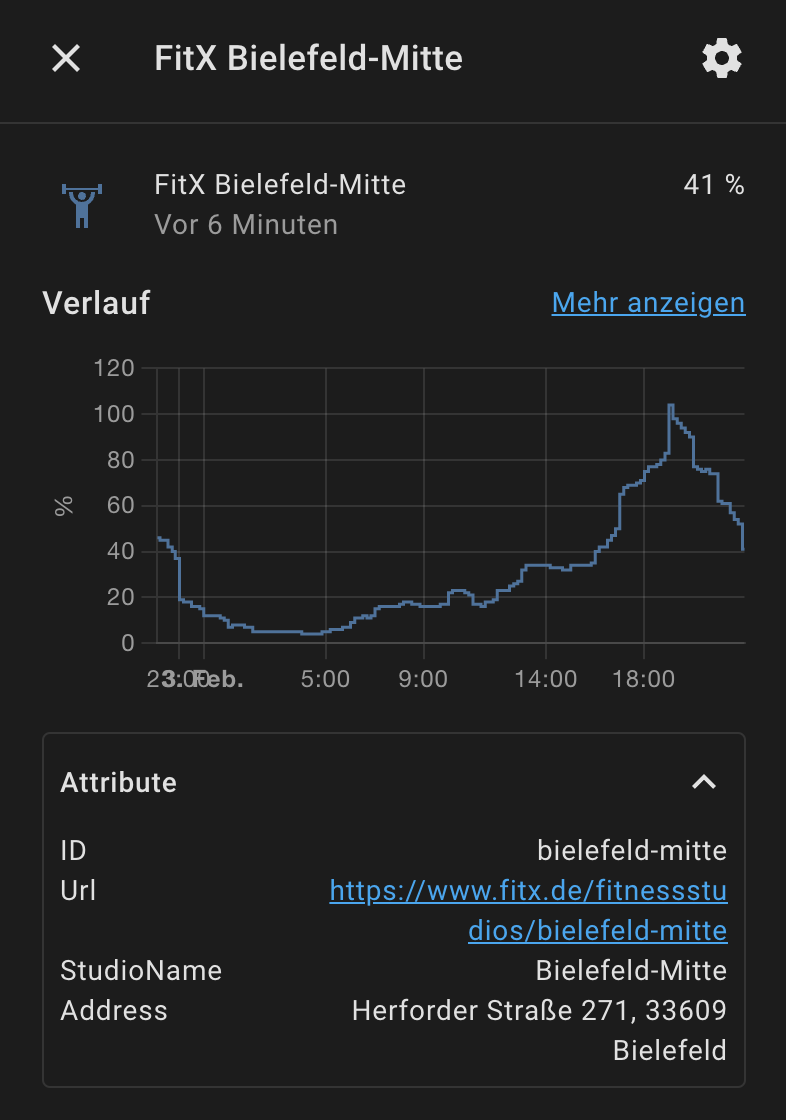 FitX Bielefeld-Mitte
FitX Bielefeld-Mitte 41 %
Vor 6 Minuten
Verlauf Mehr anzeigen
120
100
80
60
40
20
0
%
23:00 3. Feb. 5:00 9:00 14:00 18:00
Attribute
ID bielefeld-mitte
Url https://www.fitx.de/fitnessstu
dios/bielefeld-mitte
StudioName Bielefeld-Mitte
Address Herforder Straße 271, 33609
Bielefeld